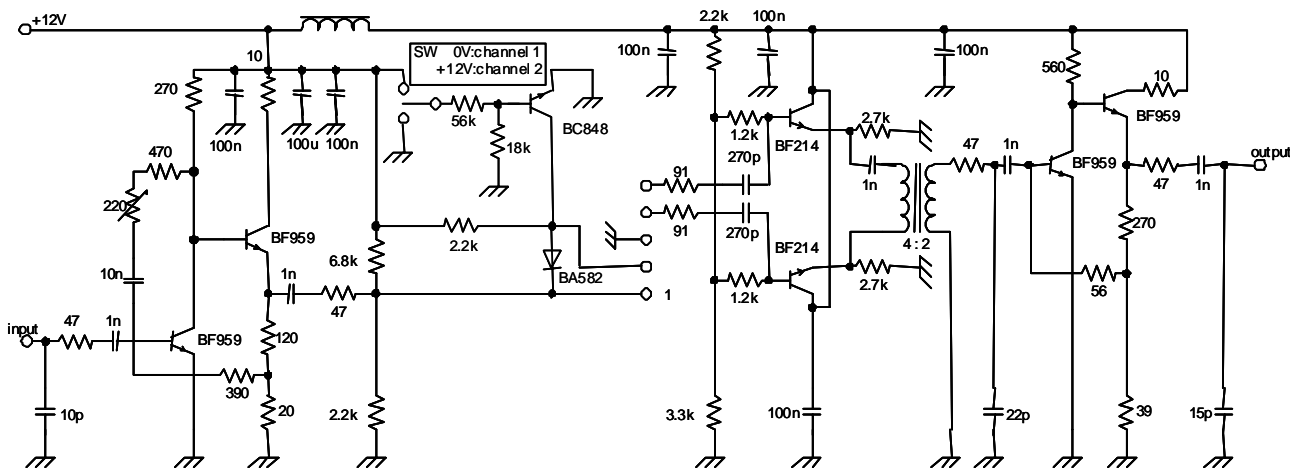 +12V
2.2k
100n
SW 0V:channel 1
+12V:channel 2
100n
100n
10
560
10
270
56k
BC848
BF959
100n
100u
100n
18k
1.2k
BF214
2.7k
470
270p
1n
47
1n
BF959
output
91
47
1n
220
BF959
2.2k
91
270p
BF214
4:2
270
10n
1n
6.8k
BA582
1.2k
2.7k
56
47
1
input
47
1n
BF959
120
390
10p
20
2.2k
3.3k
100n
22p
39
15p